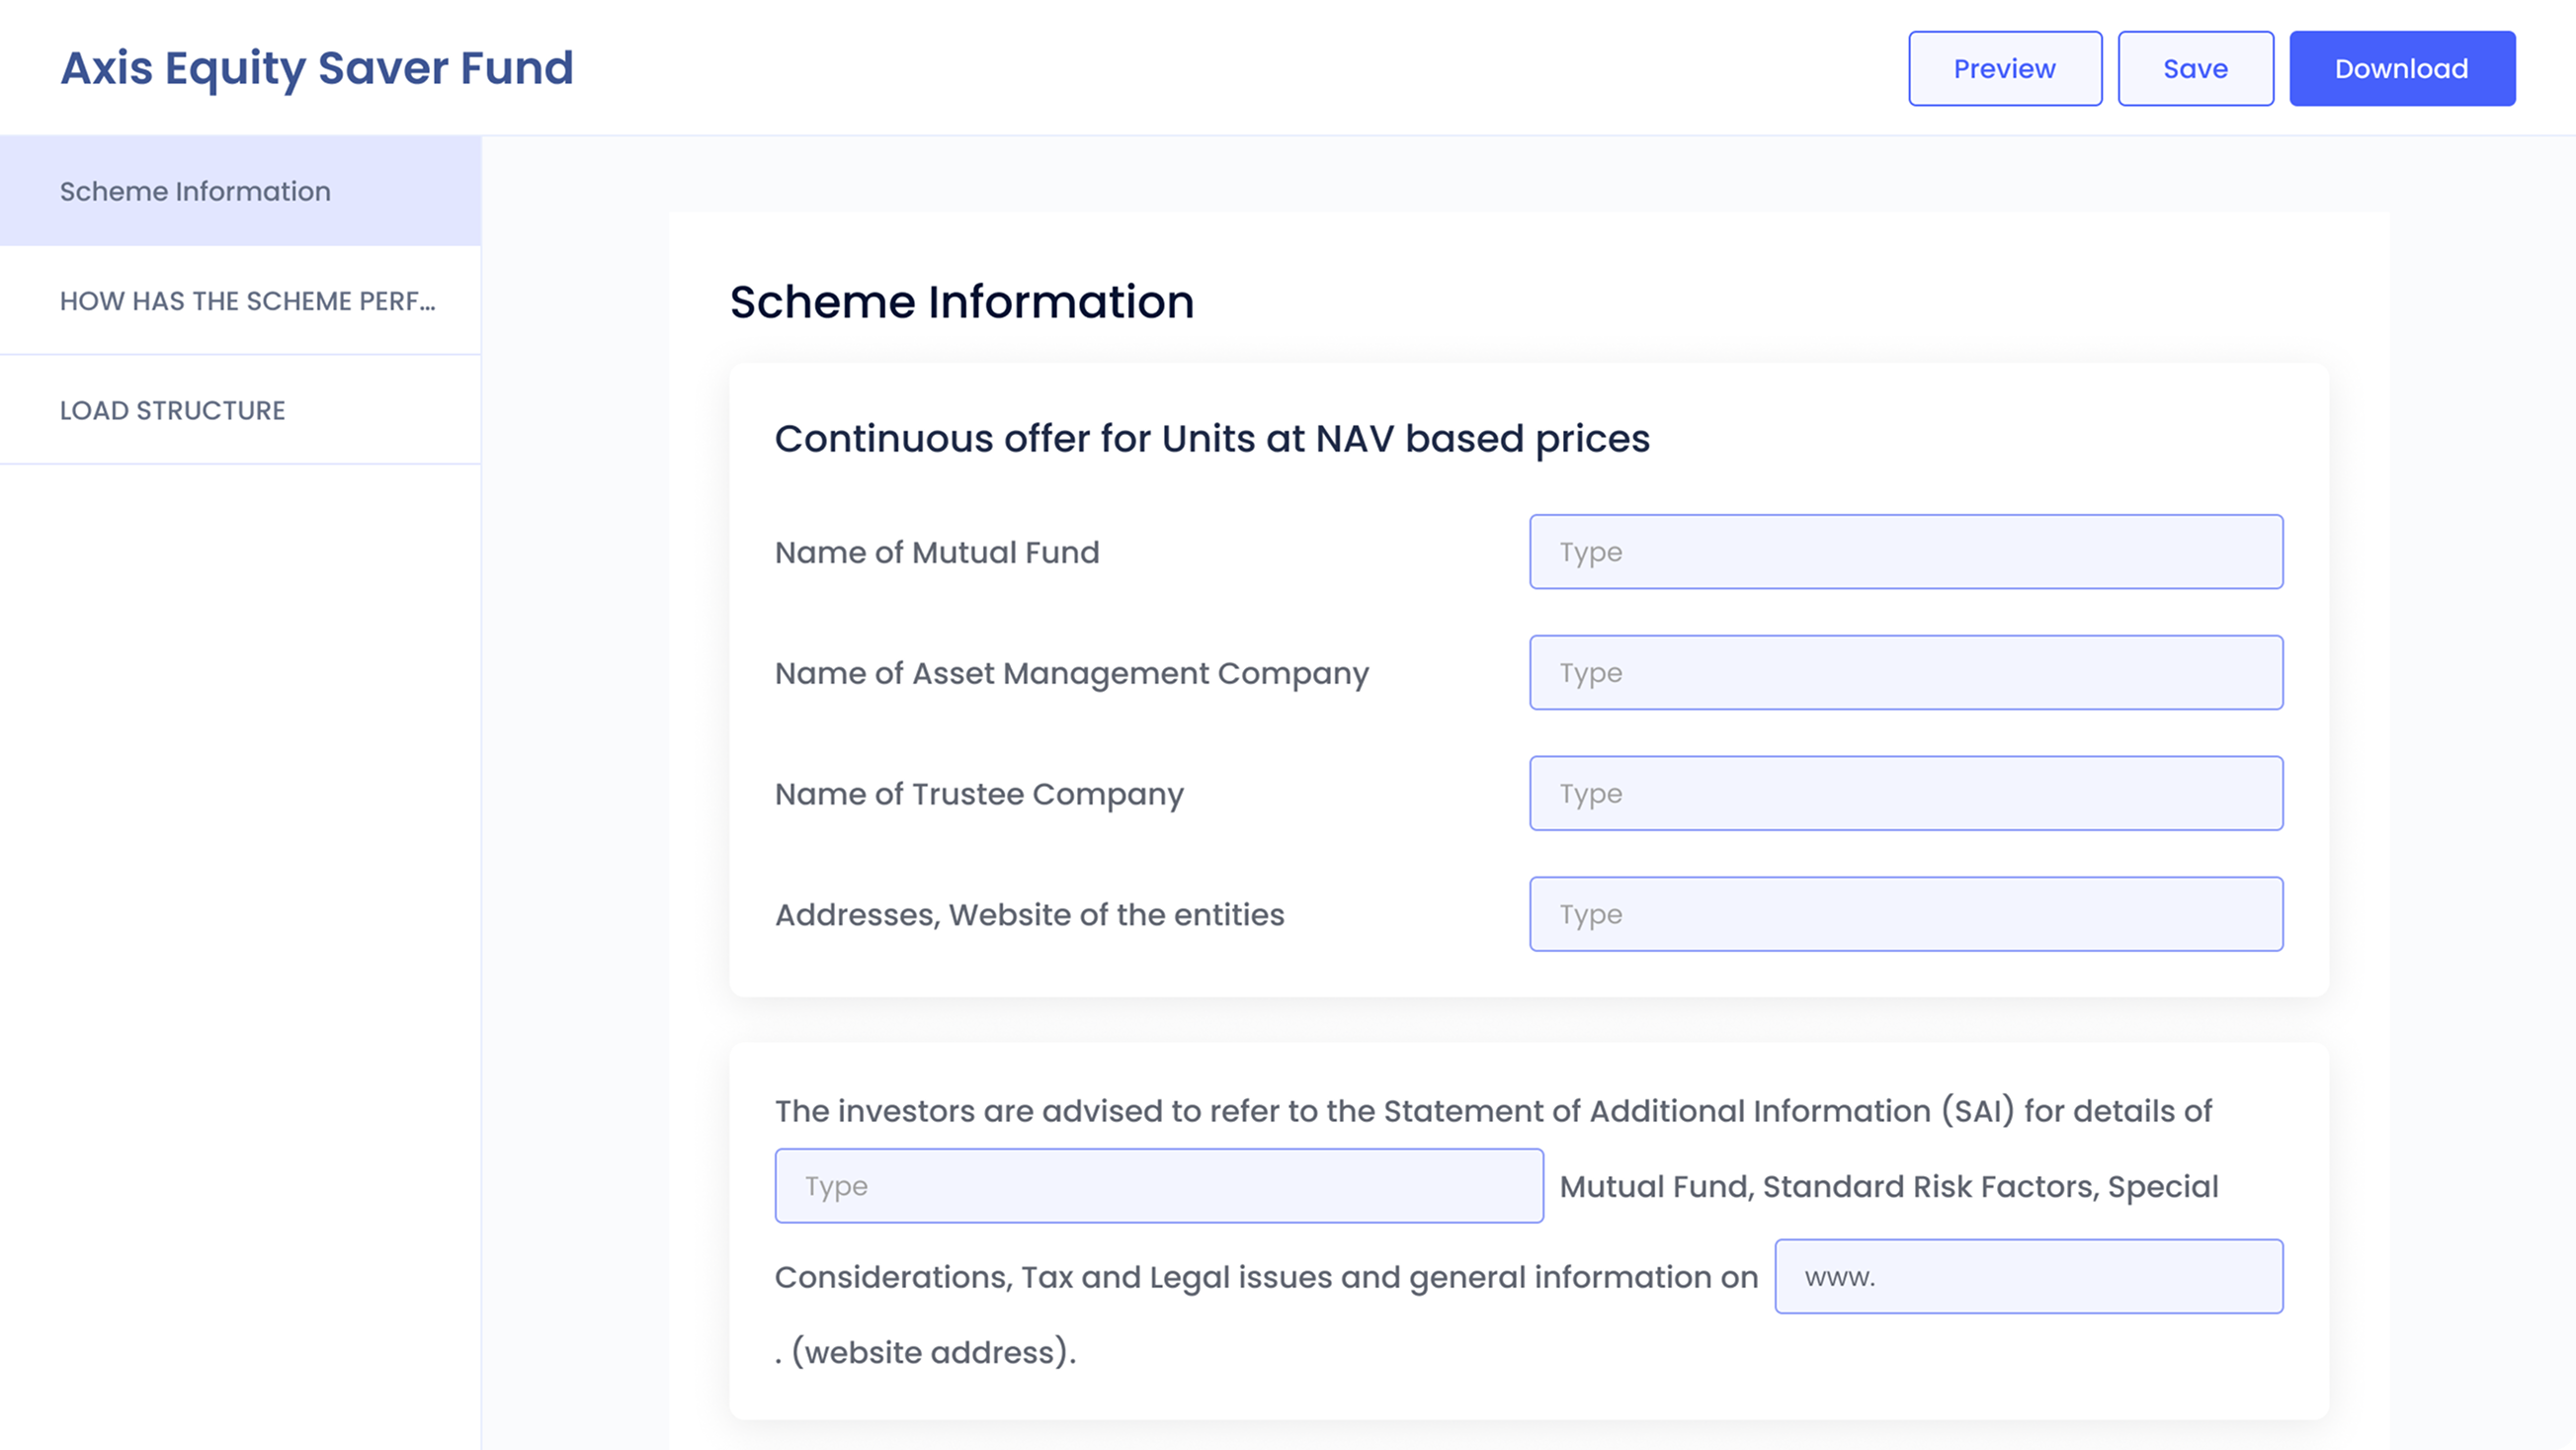 Axis Equity Saver Fund
Preview
Save
Download
Scheme Information
HOW HAS THE SCHEME PERF...
LOAD STRUCTURE
Scheme Information
Continuous offer for Units at NAV based prices
Name of Mutual Fund
Type
Name of Asset Management Company
Type
Name of Trustee Company
Type
Addresses, Website of the entities
Type
The investors are advised to refer to the Statement of Additional Information (SAI) for details of
Type Mutual Fund, Standard Risk Factors, Special
Considerations, Tax and Legal issues and general information on www.
. (website address).